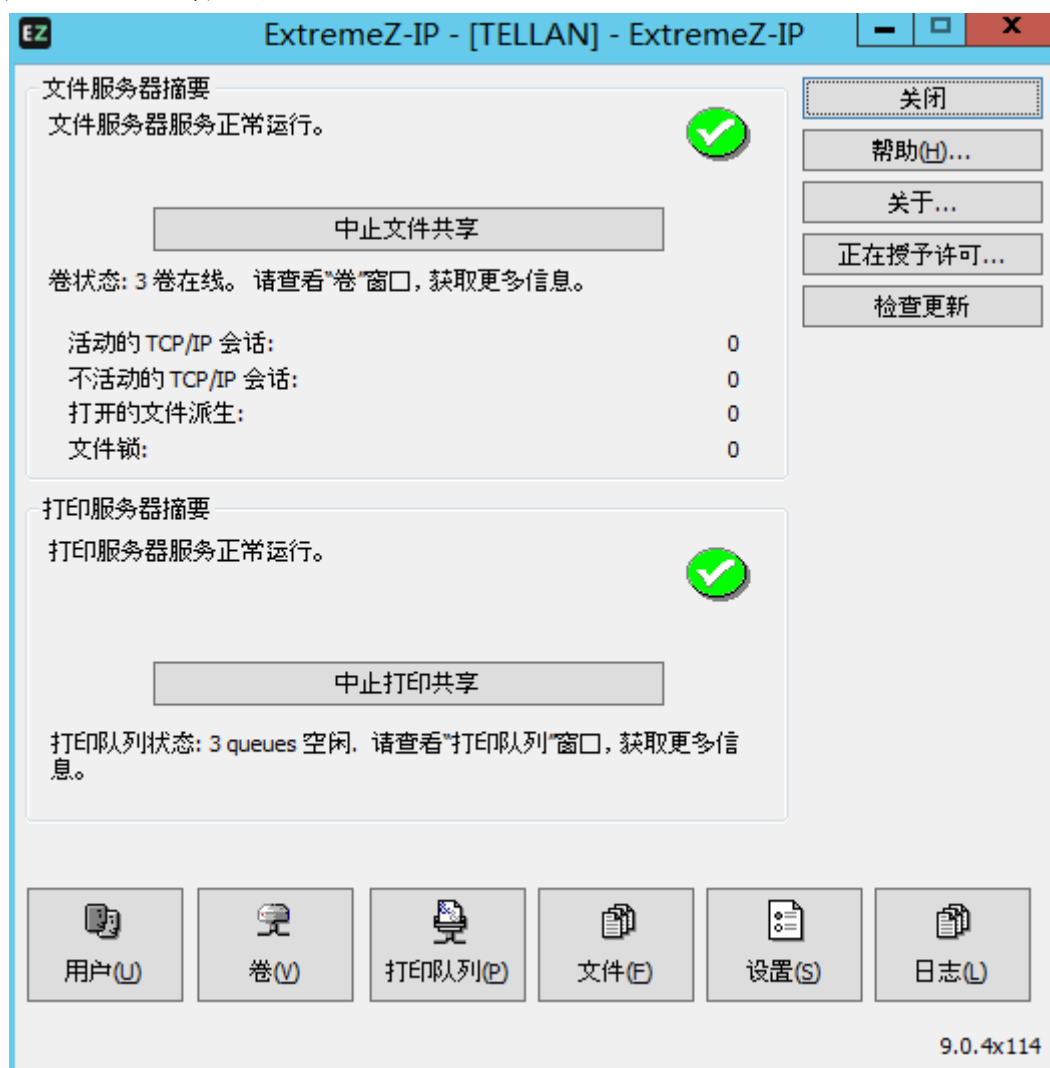 EZ ExtremeZ-IP - [TELLAN] - ExtremeZ-IP
文件服务器摘要
文件服务器服务正常运行。
中止文件共享
卷状态: 3 卷在线。 请查看"卷"窗口, 获取更多信息。
活动的 TCP/IP 会话: 0
不活动的 TCP/IP 会话: 0
打开的文件派生: 0
文件锁: 0
关闭
帮助(H)...
关于...
正在授予许可...
检查更新
打印服务器摘要
打印服务器服务正常运行。
中止打印共享
打印队列状态: 3 queues 空闲. 请查看"打印队列"窗口, 获取更多信
息。
用户(U)
卷(V)
打印队列(P)
文件(F)
设置(S)
日志(L)
9.0.4x114